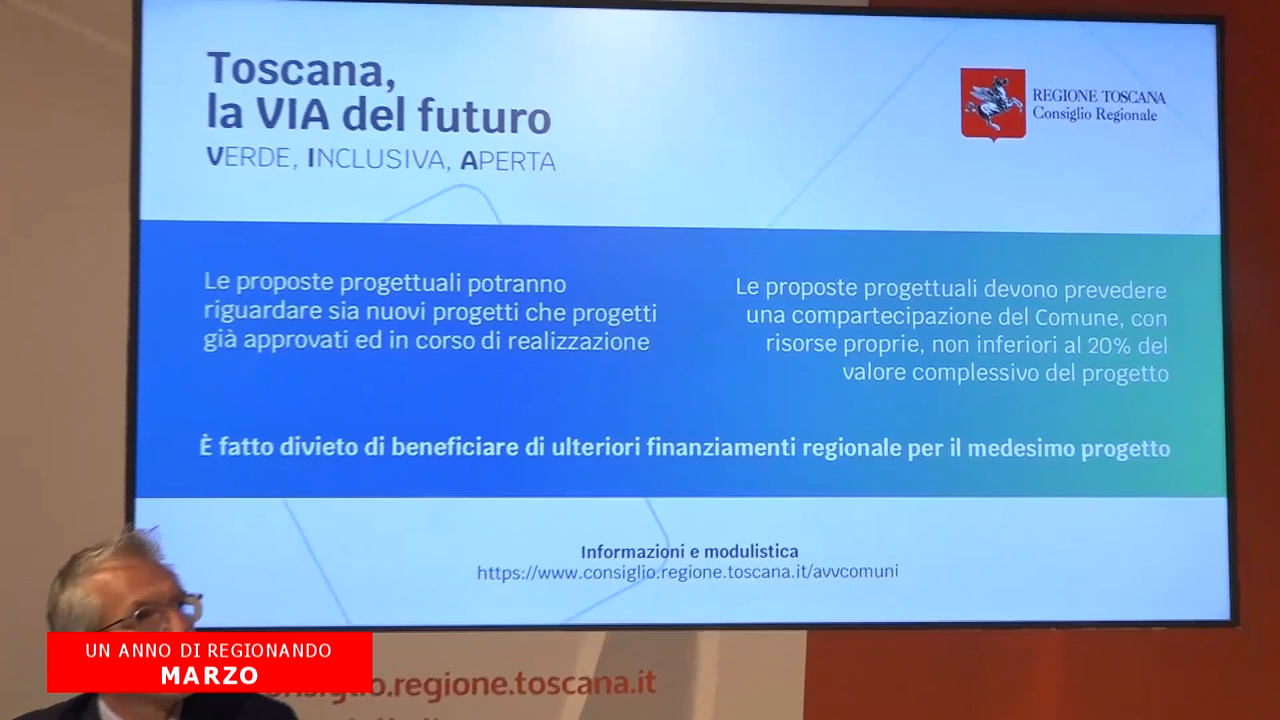 Toscana,
la VIA del futuro
VERDE, INCLUSIVA, APERTA
REGIONE TOSCANA
Consiglio Regionale
Le proposte progettuali potranno
riguardare sia nuovi progetti che progetti
già approvati ed in corso di realizzazione
Le proposte progettuali devono prevedere
una compartecipazione del Comune, con
risorse proprie, non inferiori al 20% del
valore complessivo del progetto
È fatto divieto di beneficiare di ulteriori finanziamenti regionale per il medesimo progetto
Informazioni e modulistica
https://www.consiglio.regione.toscana.it/avvcomuni
UN ANNO DI REGIONANDO
MARZO
onsiglio.regione.toscana.it